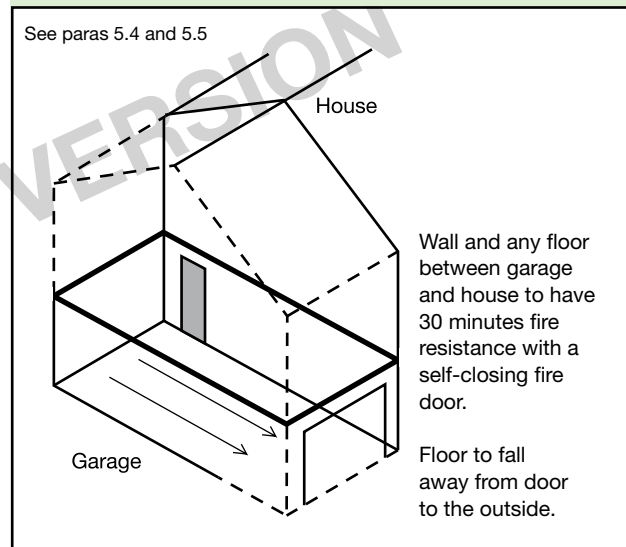 See paras 5.4 and 5.5
VERSION
House
Wall and any floor
between garage
and house to have
30 minutes fire
resistance with a
self-closing fire
door.
Garage
Floor to fall
away from door
to the outside.